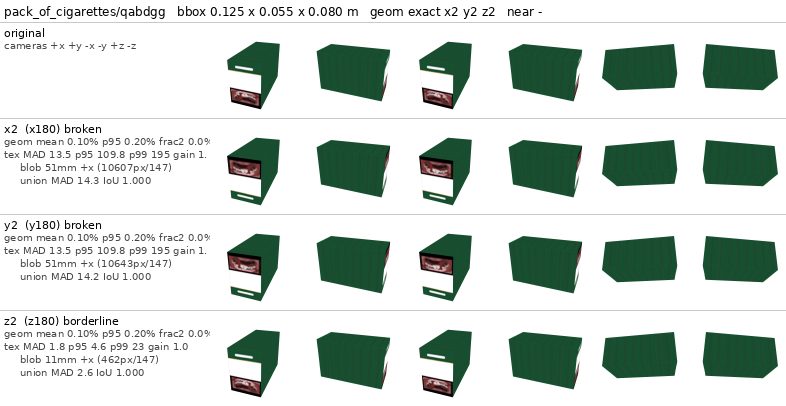 pack_of_cigarettes/qabdgg bbox 0.125 x 0.055 x 0.080 m geom exact x2 y2 z2 near -
original
cameras +x +y -x -y +z -z
x2 (x180) broken
geom mean 0.10% p95 0.20% frac2 0.0%
tex MAD 13.5 p95 109.8 p99 195 gain 1.
blob 51mm +x (10607px/147)
union MAD 14.3 IoU 1.000
y2 (y180) broken
geom mean 0.10% p95 0.20% frac2 0.0%
tex MAD 13.5 p95 109.8 p99 195 gain 1.
blob 51mm +x (10643px/147)
union MAD 14.2 IoU 1.000
z2 (z180) borderline
geom mean 0.10% p95 0.20% frac2 0.0%
tex MAD 1.8 p95 4.6 p99 23 gain 1.0
blob 11mm +x (462px/147)
union MAD 2.6 IoU 1.000